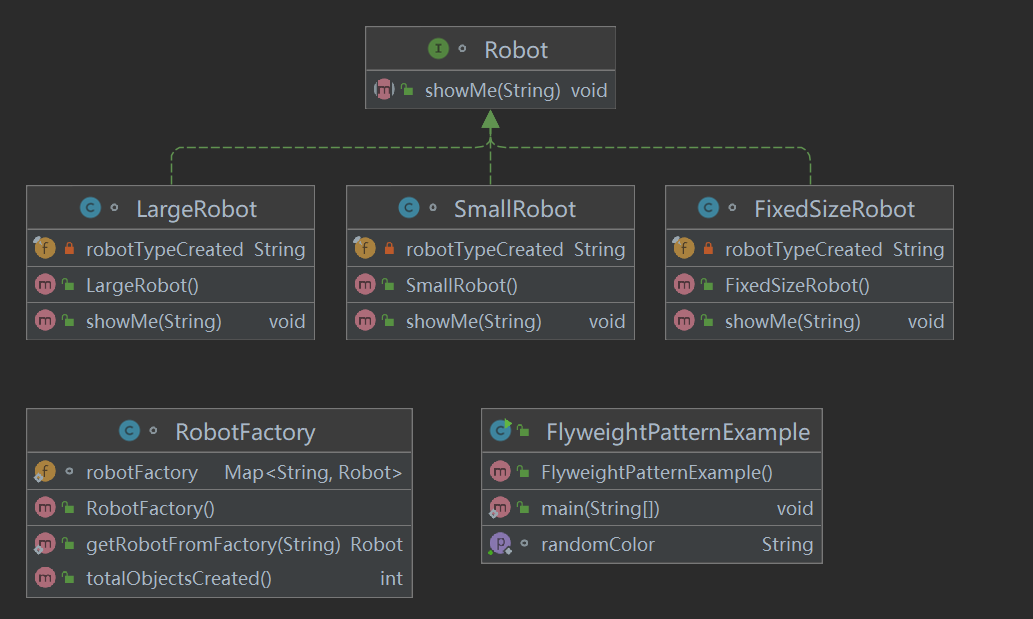 I Robot
m showMe(String) void
C LargeRobot
f robotTypeCreated String
m LargeRobot()
m showMe(String) void
C SmallRobot
f robotTypeCreated String
m SmallRobot()
m showMe(String) void
C FixedSizeRobot
f robotTypeCreated String
m FixedSizeRobot()
m showMe(String) void
C RobotFactory
f robotFactory Map<String, Robot>
m RobotFactory()
m getRobotFromFactory(String) Robot
m totalObjectsCreated() int
C FlyweightPatternExample
m FlyweightPatternExample()
m main(String[]) void
p randomColor String